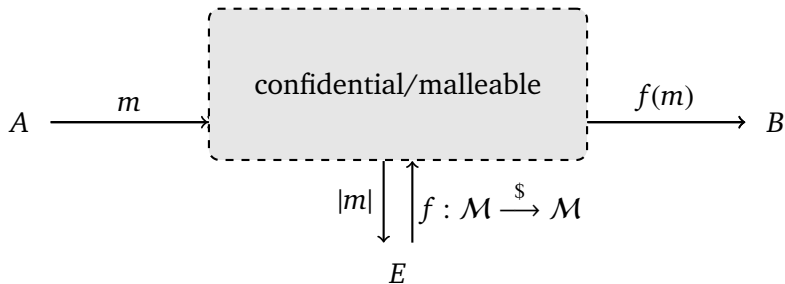 confidential/malleable
A m f(m) B
|m| f : ℳ $⟶ ℳ
E